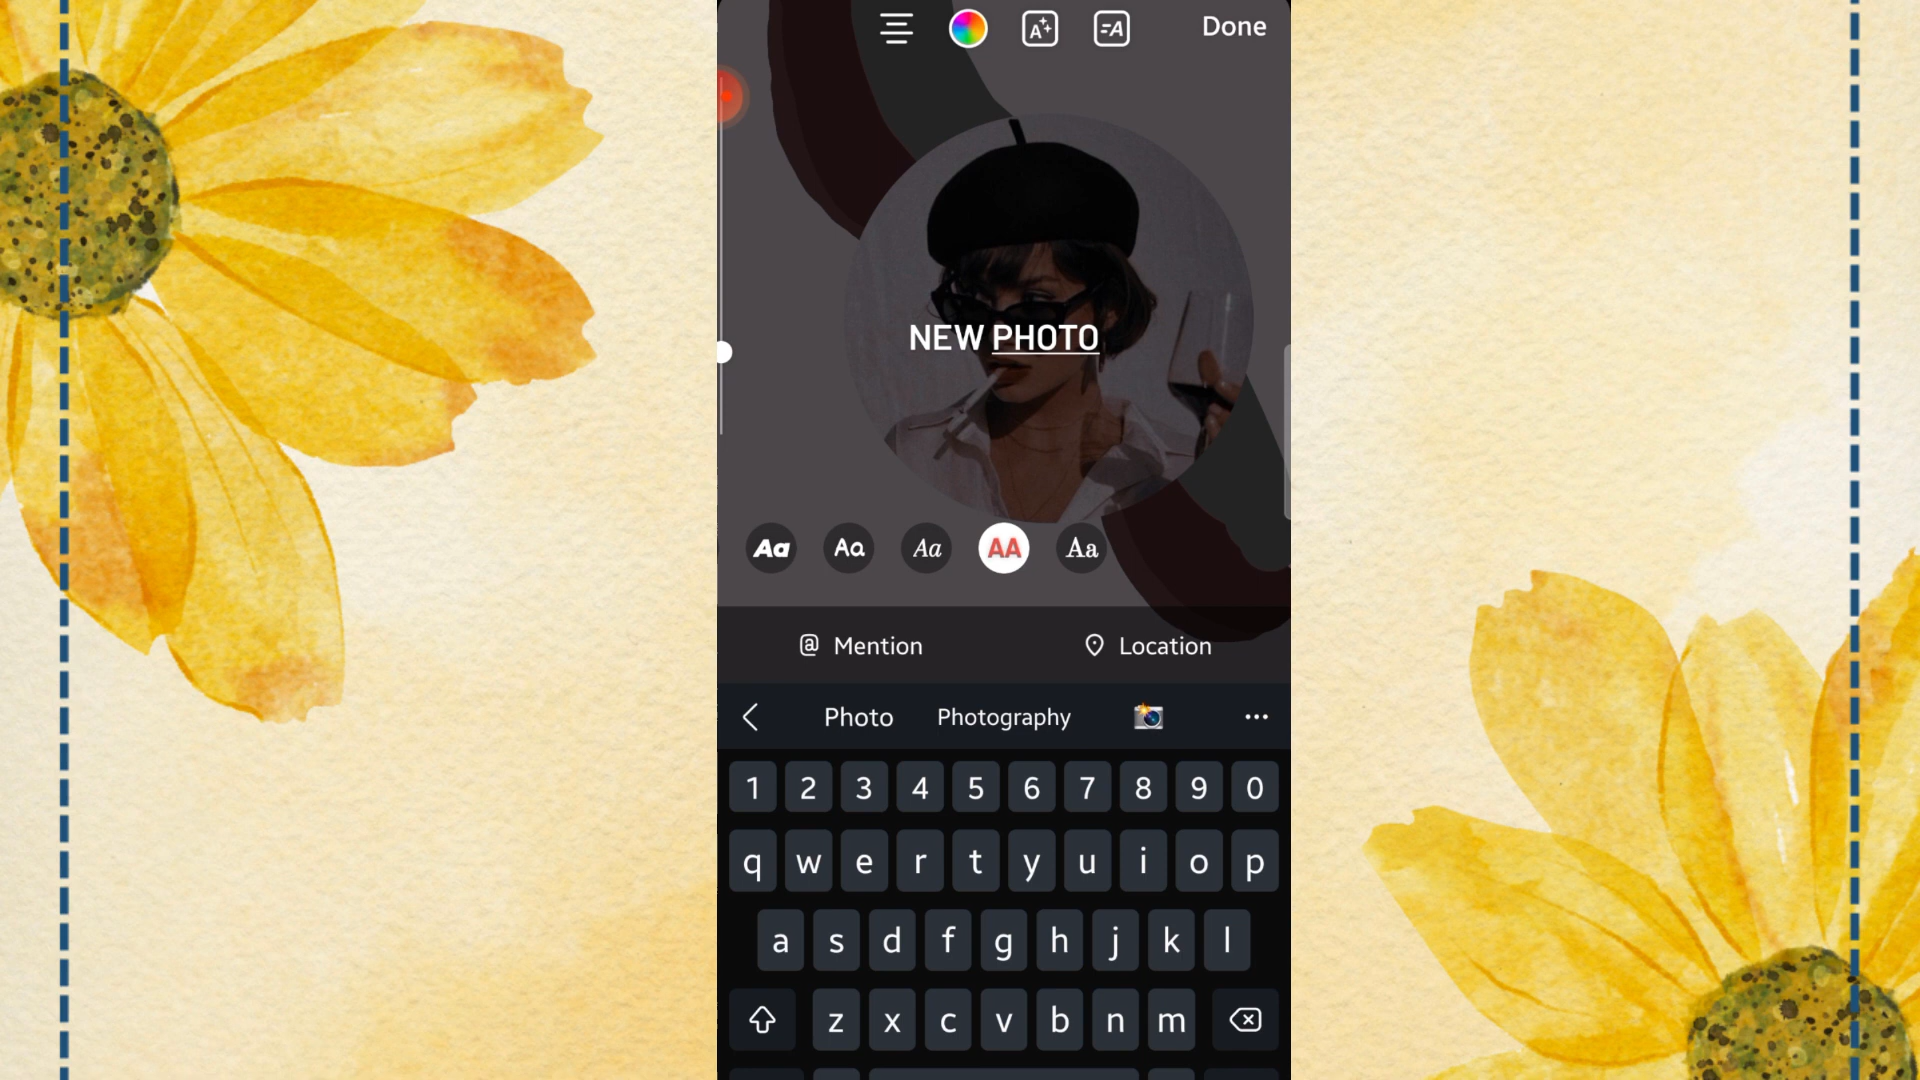 Done
NEW PHOTO
Aa Aa Aa AA Aa
Mention Location
Photo Photography
1 2 3 4 5 6 7 8 9 0
q w e r t y u i o p
a s d f g h j k l
z x c v b n m